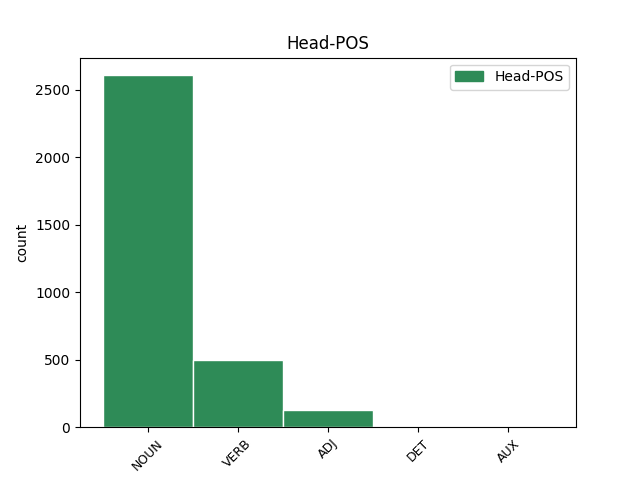 Head-POS
Head-POS
2500
2000
1500
1000
500
0
count
NOUN
VERB
ADJ
DET
AUX